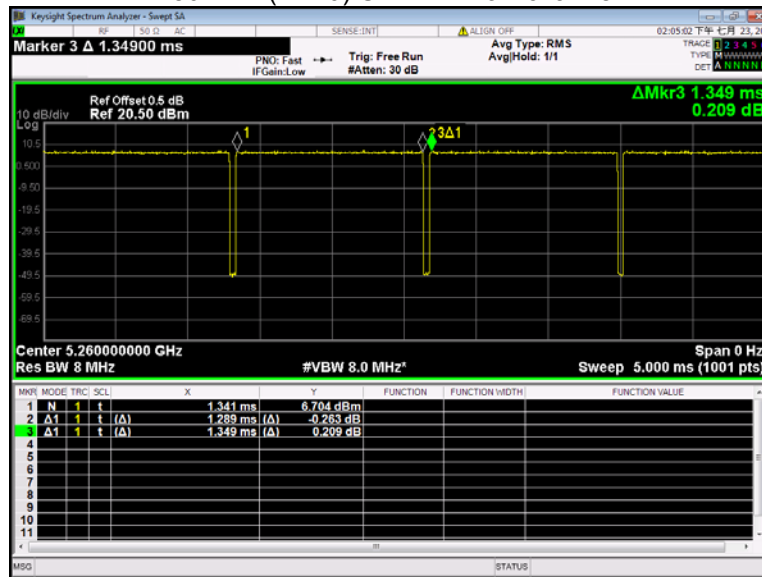 Keysight Spectrum Analyzer - Swept SA
RF 50 Ω AC SENSE:INT ALIGN OFF 02:05:02 下午 七月 23, 20
Marker 3 Δ 1.34900 ms
PNO: Fast Trig: Free Run Avg Type: RMS TRACE 1 2 3 4 5
IFGain:Low #Atten: 30 dB Avg|Hold: 1/1 TYPE M
DET A N N N N
ΔMkr3 1.349 ms
0.209 dB
Ref Offset 0.5 dB
10 dB/div Ref 20.50 dBm
Log
1 3Δ1
10.5
0.500
-9.50
-19.5
-29.5
-39.5
-49.5
-59.5
-69.5
Center 5.260000000 GHz Span 0 Hz
Res BW 8 MHz #VBW 8.0 MHz* Sweep 5.000 ms (1001 pts)
MKR MODE TRC SCL X Y FUNCTION FUNCTION WIDTH FUNCTION VALUE
1 N 1 t 1.341 ms 6.704 dBm
2 Δ1 1 t (Δ) 1.289 ms (Δ) -0.263 dB
3 Δ1 1 t (Δ) 1.349 ms (Δ) 0.209 dB
4
5
6
7
8
9
10
11
MSG STATUS